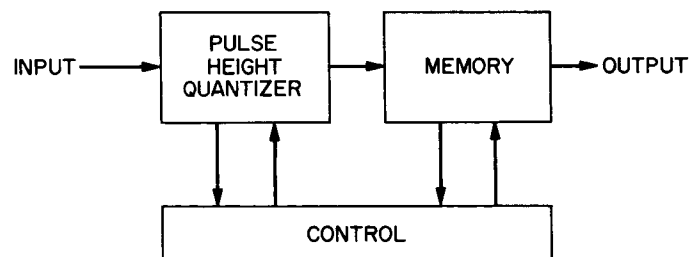 INPUT
PULSE
HEIGHT
QUANTIZER
MEMORY
OUTPUT
CONTROL